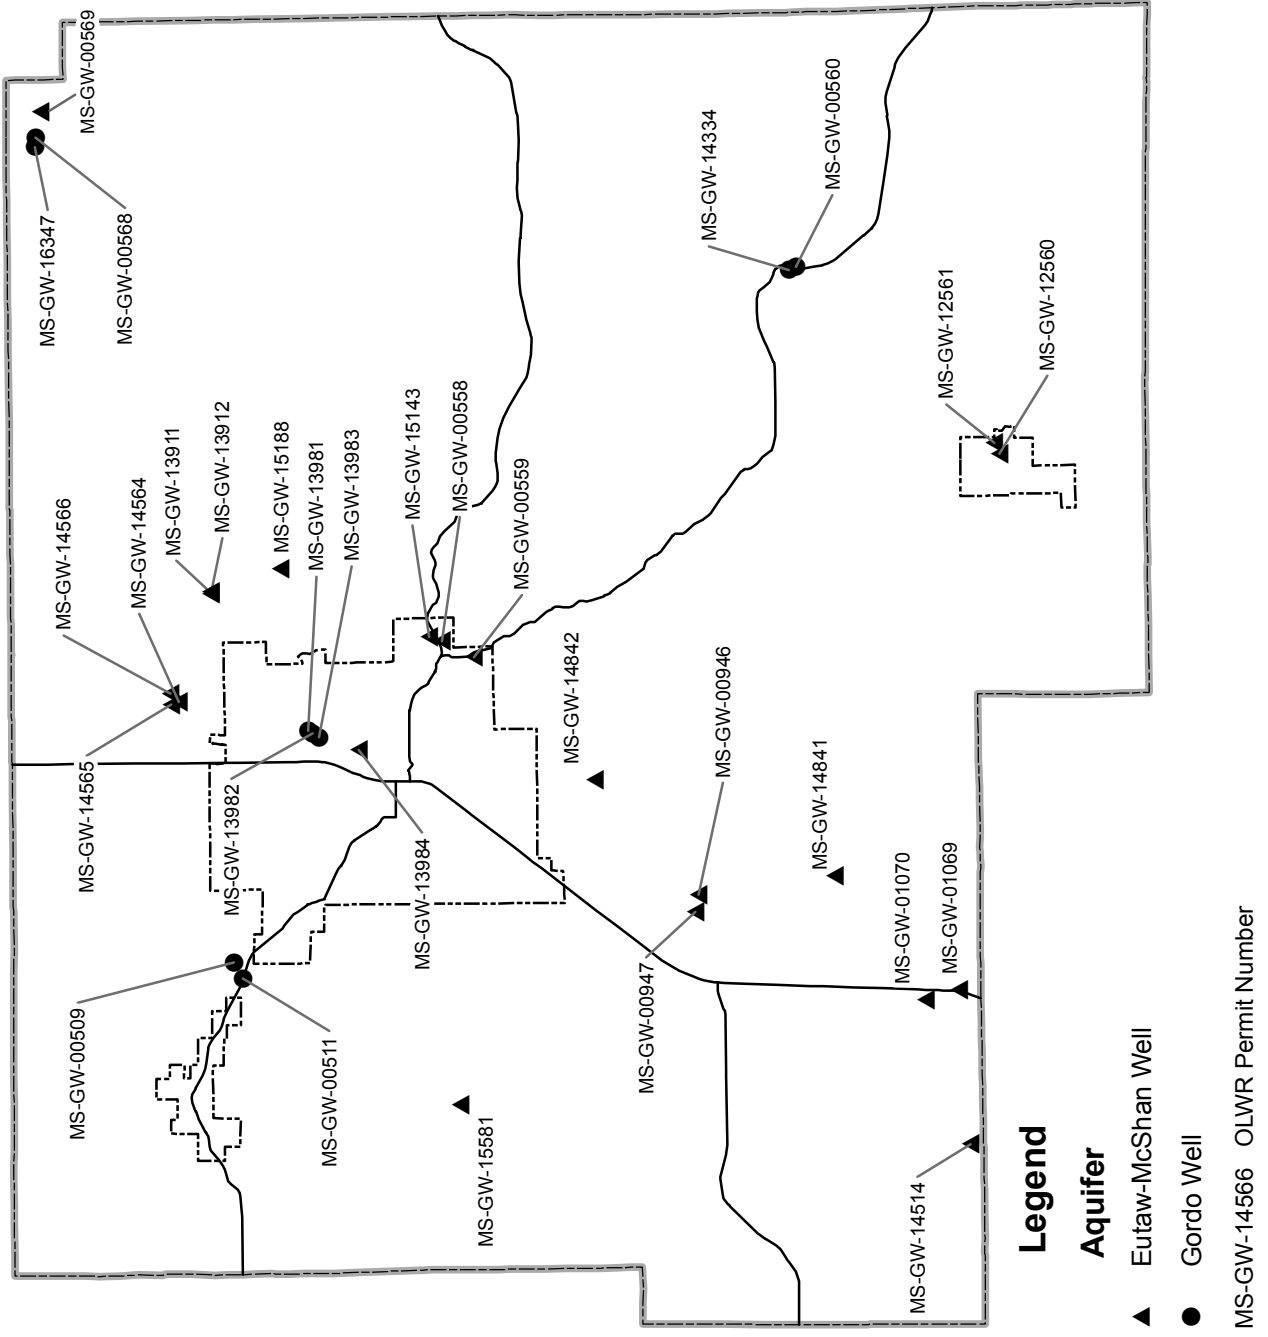 MS-GW-00569
MS-GW-16347
MS-GW-00568
MS-GW-14334
MS-GW-00560
MS-GW-12561
MS-GW-12560
MS-GW-14566
MS-GW-14564
MS-GW-13911
MS-GW-13912
MS-GW-15188
MS-GW-13981
MS-GW-13983
MS-GW-15143
MS-GW-00558
MS-GW-00559
MS-GW-14565
MS-GW-13982
MS-GW-13984
MS-GW-14842
MS-GW-00946
MS-GW-14841
MS-GW-00947
MS-GW-01070
MS-GW-01069
MS-GW-00509
MS-GW-00511
MS-GW-15581
MS-GW-14514
Legend
Aquifer
Eutaw-McShan Well
Gordo Well
MS-GW-14566 OLWR Permit Number